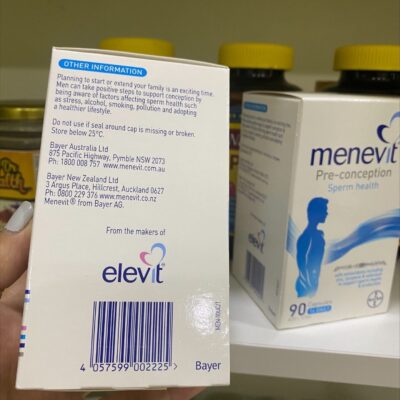 OTHER INFORMATION
Planning to start or extend your family is an exciting time.
Men can take positive steps to support conception by
being aware of factors affecting sperm health such
as stress, alcohol, smoking, pollution and adopting
a healthier lifestyle.
Do not use if seal around cap is missing or broken.
Store below 25°C.
Bayer Australia Ltd
875 Pacific Highway, Pymble NSW 2073
Ph: 1800 008 757 www.menevit.com.au
Bayer New Zealand Ltd
3 Argus Place, Hillcrest, Auckland 0627
Ph: 0800 229 376 www.menevit.co.nz
Menevit® from Bayer AG.
From the makers of
elevit
4 057599 000225 >
Bayer
menevit
Pre-conception
Sperm health
90 Capsules
BAYER